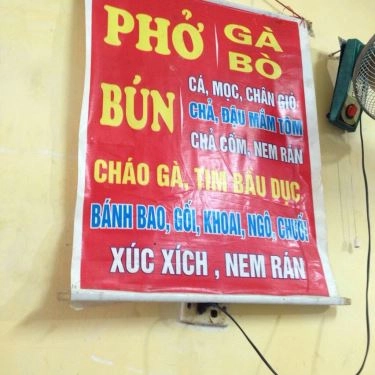 PHỞ GÀ
BÒ
BÚN CÁ, MỌC, CHÂN GIÒ
CHẢ, ĐẬU MẮM TÔM
CHẢ CỐM, NEM RÁN
CHÁO GÀ, TIM BẦU DỤC
BÁNH BAO, GỐI, KHOAI, NGÔ, CHUỐI
XÚC XÍCH , NEM RÁN